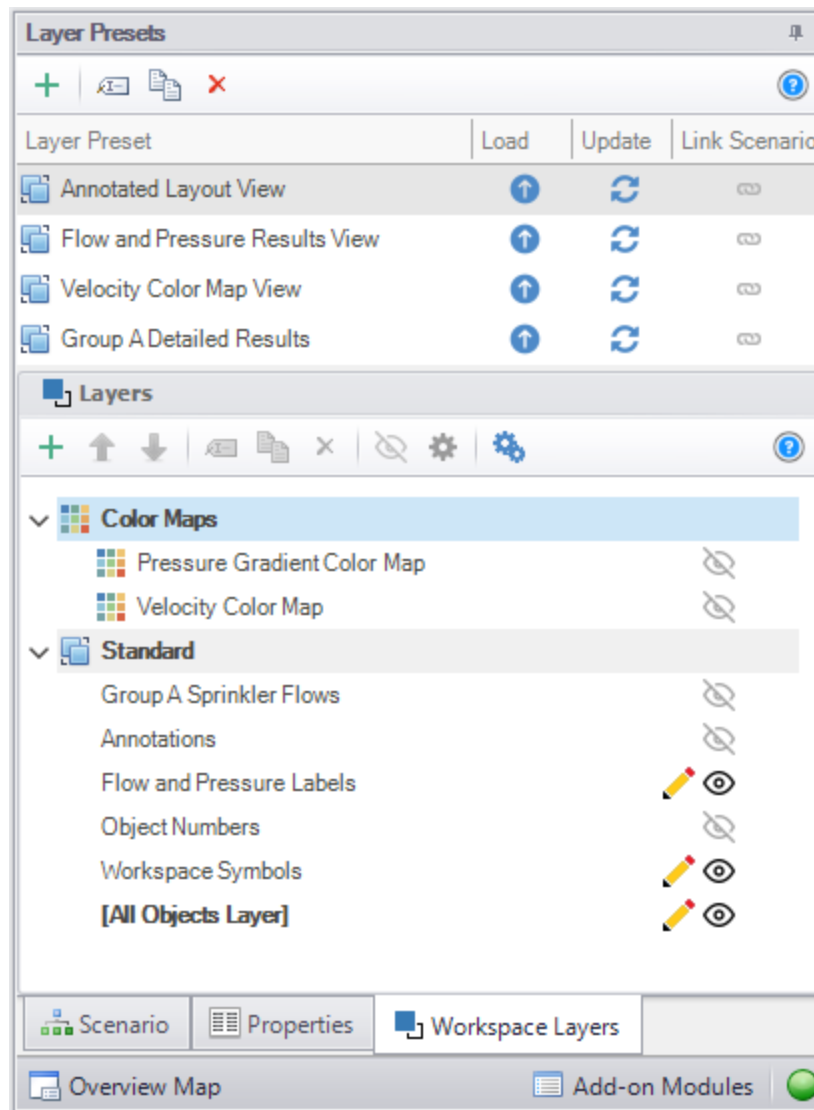 Layer Presets
Layer Preset Load Update Link Scenario
Annotated Layout View
Flow and Pressure Results View
Velocity Color Map View
Group A Detailed Results
Layers
Color Maps
Pressure Gradient Color Map
Velocity Color Map
Standard
Group A Sprinkler Flows
Annotations
Flow and Pressure Labels
Object Numbers
Workspace Symbols
[All Objects Layer]
Scenario Properties Workspace Layers
Overview Map Add-on Modules